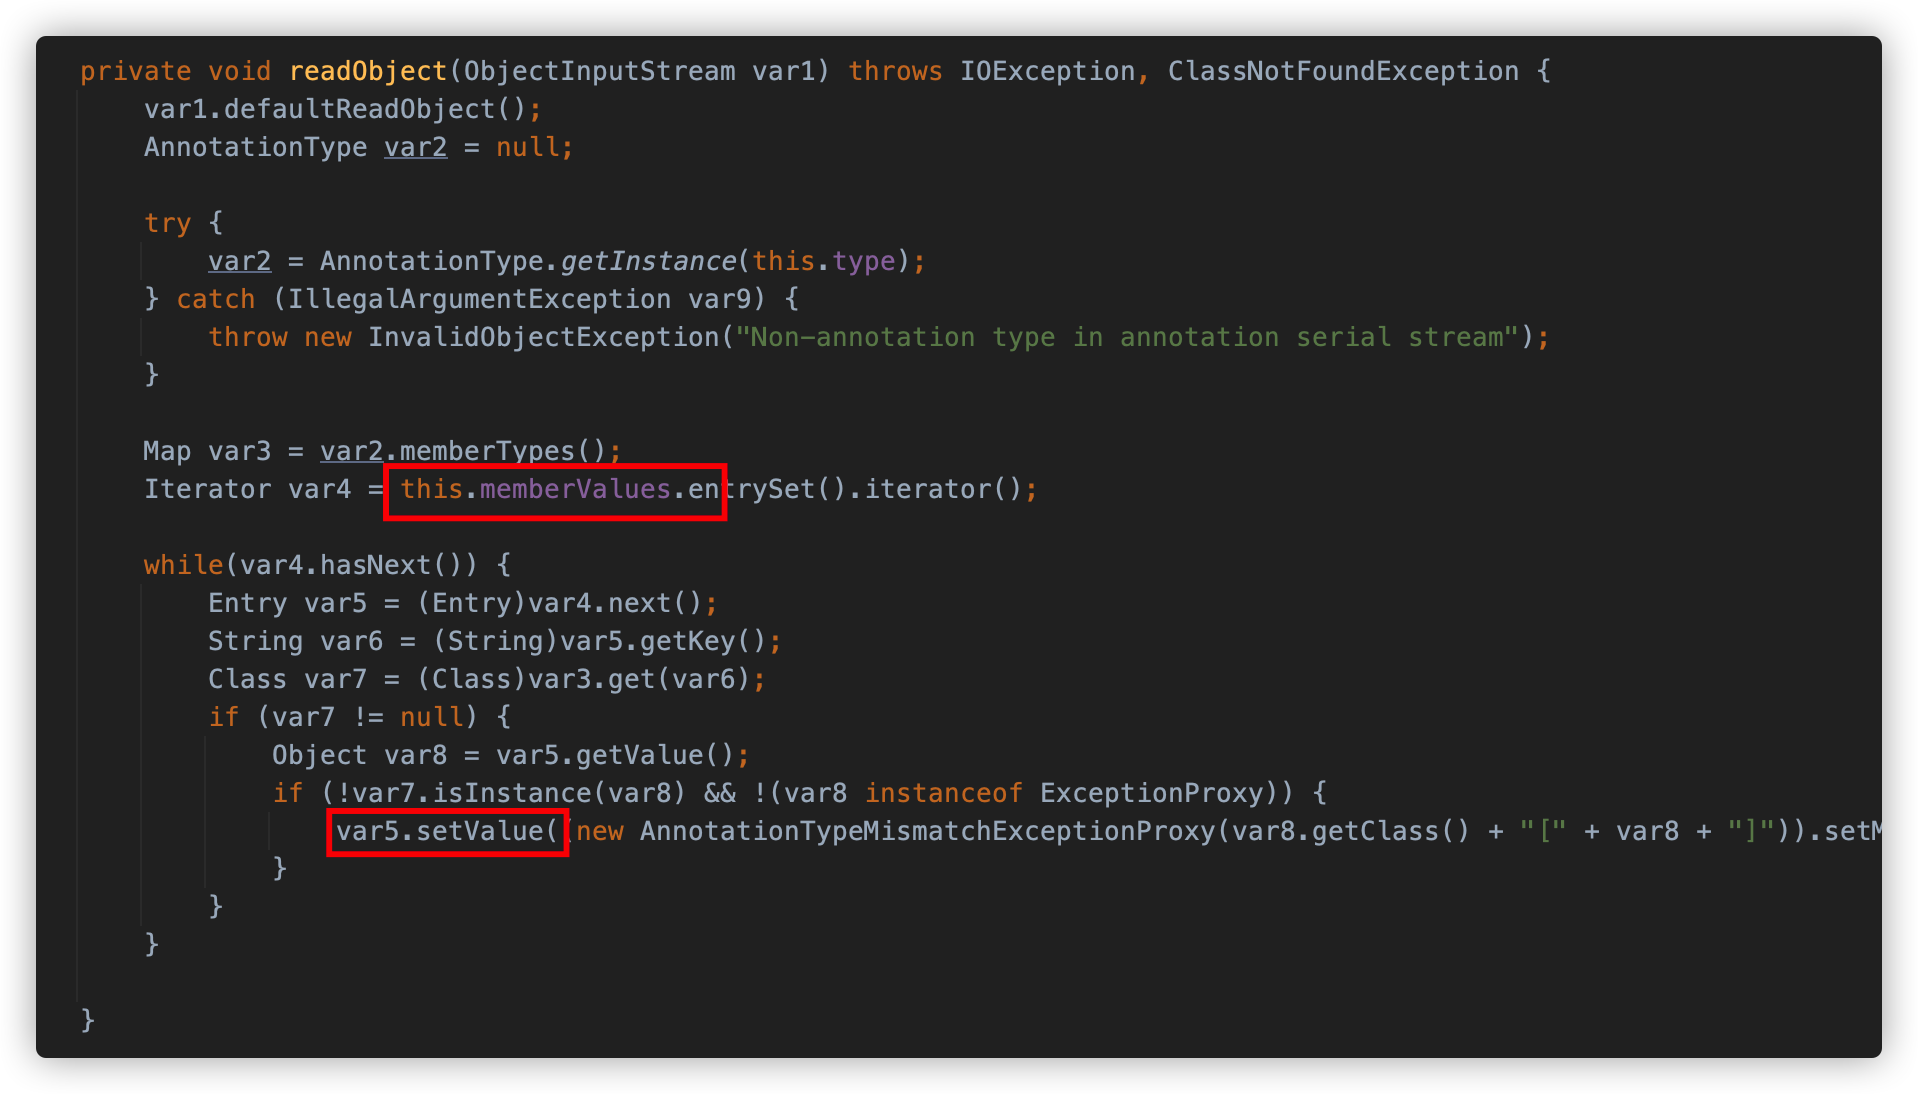 private void readObject(ObjectInputStream var1) throws IOException, ClassNotFoundException {
var1.defaultReadObject();
AnnotationType var2 = null;
try {
var2 = AnnotationType.getInstance(this.type);
} catch (IllegalArgumentException var9) {
throw new InvalidObjectException("Non-annotation type in annotation serial stream");
}
Map var3 = var2.memberTypes();
Iterator var4 = this.memberValues.entrySet().iterator();
while(var4.hasNext()) {
Entry var5 = (Entry)var4.next();
String var6 = (String)var5.getKey();
Class var7 = (Class)var3.get(var6);
if (var7 != null) {
Object var8 = var5.getValue();
if (!var7.isInstance(var8) && !(var8 instanceof ExceptionProxy)) {
var5.setValue((new AnnotationTypeMismatchExceptionProxy(var8.getClass() + "[" + var8 + "]")).setM
}
}
}
}